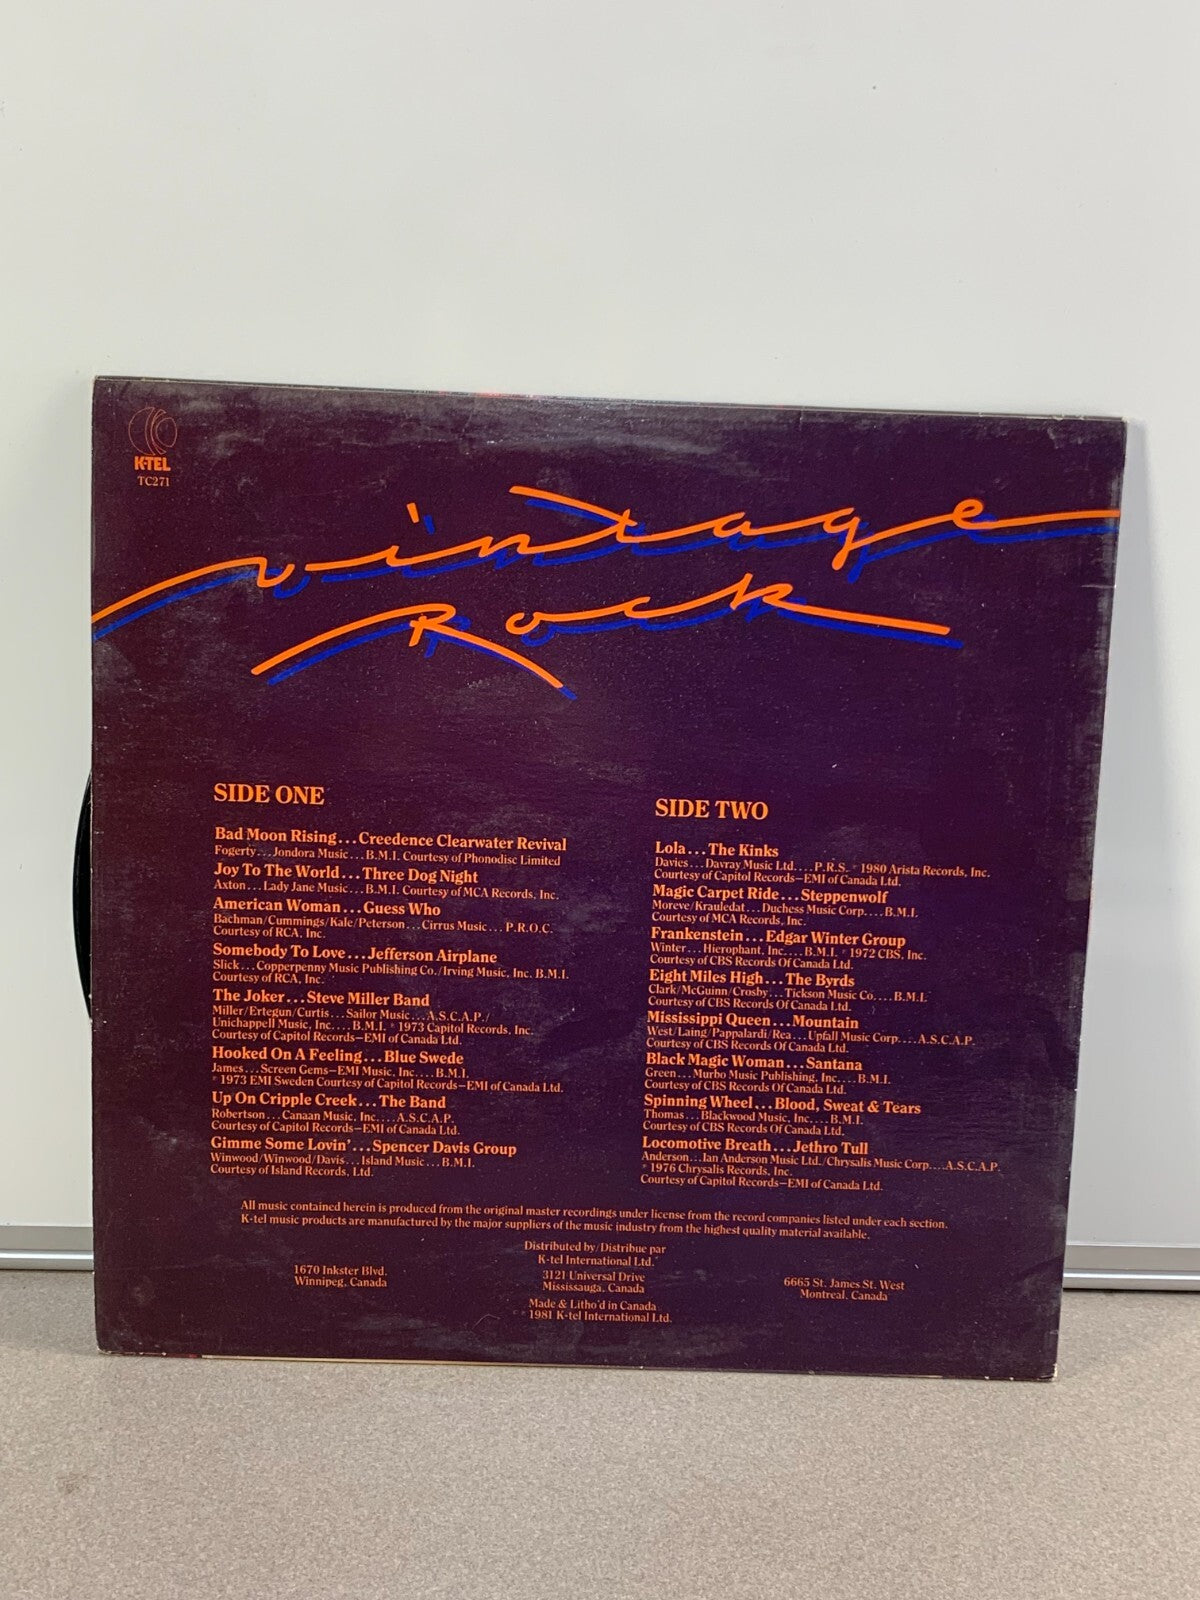 K-TEL
TC271
vintage
Rock
SIDE ONE
Bad Moon Rising...Creedence Clearwater Revival
Fogerty...Jondora Music...B.M.I. Courtesy of Phonodisc Limited
Joy To The World...Three Dog Night
Axton...Lady Jane Music...B.M.I. Courtesy of MCA Records, Inc.
American Woman...Guess Who
Bachman/Cummings/Kale/Peterson...Cirrus Music...P.R.O.C.
Courtesy of RCA, Inc.
Somebody To Love...Jefferson Airplane
Slick...Copperpenny Music Publishing Co./Irving Music, Inc. B.M.I.
Courtesy of RCA, Inc.
The Joker...Steve Miller Band
Miller/Ertegun/Curtis...Sailor Music...A.S.C.A.P./
Unichappell Music, Inc....B.M.I. ℗ 1973 Capitol Records, Inc.
Courtesy of Capitol Records—EMI of Canada Ltd.
Hooked On A Feeling...Blue Swede
James...Screen Gems—EMI Music, Inc....B.M.I.
℗ 1973 EMI Sweden Courtesy of Capitol Records—EMI of Canada Ltd.
Up On Cripple Creek...The Band
Robertson...Canaan Music, Inc....A.S.C.A.P.
Courtesy of Capitol Records—EMI of Canada Ltd.
Gimme Some Lovin'...Spencer Davis Group
Winwood/Winwood/Davis...Island Music...B.M.I.
Courtesy of Island Records, Ltd.
SIDE TWO
Lola...The Kinks
Davies...Davray Music Ltd....P.R.S. ℗ 1980 Arista Records, Inc.
Courtesy of Capitol Records—EMI of Canada Ltd.
Magic Carpet Ride...Steppenwolf
Moreve/Krauledat...Duchess Music Corp....B.M.I.
Courtesy of MCA Records, Inc.
Frankenstein...Edgar Winter Group
Winter...Hierophant, Inc....B.M.I. ℗ 1972 CBS, Inc.
Courtesy of CBS Records Of Canada Ltd.
Eight Miles High...The Byrds
Clark/McGuinn/Crosby...Tickson Music Co....B.M.I.
Courtesy of CBS Records Of Canada Ltd.
Mississippi Queen...Mountain
West/Laing/Pappalardi/Rea...Upfall Music Corp....A.S.C.A.P.
Courtesy of CBS Records Of Canada Ltd.
Black Magic Woman...Santana
Green...Murbo Music Publishing, Inc....B.M.I.
Courtesy of CBS Records Of Canada Ltd.
Spinning Wheel...Blood, Sweat & Tears
Thomas...Blackwood Music, Inc....B.M.I.
Courtesy of CBS Records Of Canada Ltd.
Locomotive Breath...Jethro Tull
Anderson...Ian Anderson Music Ltd./Chrysalis Music Corp....A.S.C.A.P.
℗ 1976 Chrysalis Records, Inc.
Courtesy of Capitol Records—EMI of Canada Ltd.
All music contained herein is produced from the original master recordings under license from the record companies listed under each section.
K-tel music products are manufactured by the major suppliers of the music industry from the highest quality material available.
Distributed by/Distribue par
K-tel International Ltd.
1670 Inkster Blvd.
Winnipeg, Canada
3121 Universal Drive
Mississauga, Canada
6665 St. James St. West
Montreal, Canada
Made & Litho'd in Canada
© ℗ 1981 K-tel International Ltd.